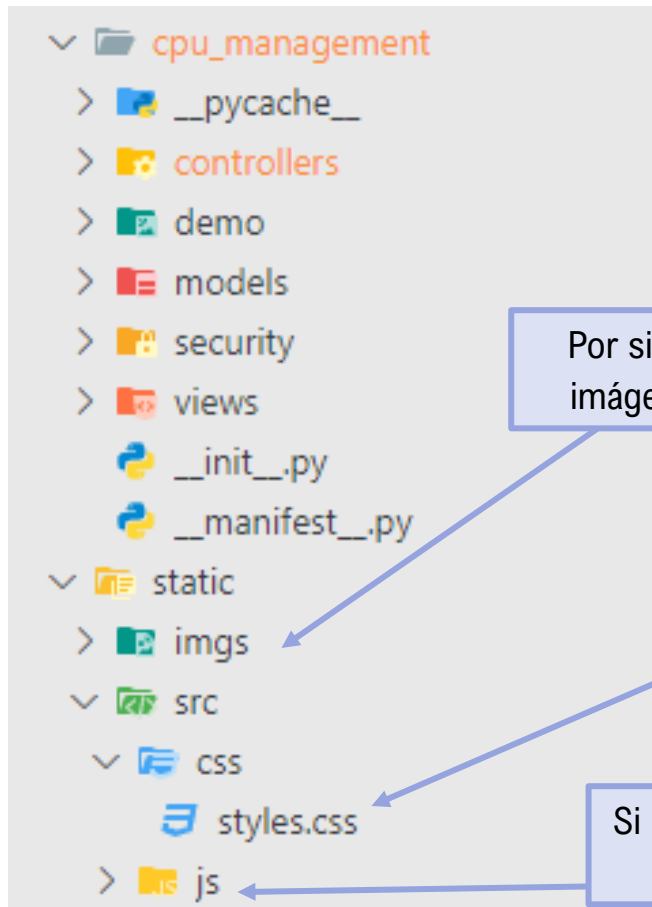 cpu_management
__pycache__
controllers
demo
models
security
views
__init__.py
__manifest__.py
static
imgs
src
css
styles.css
js
Por si
Si